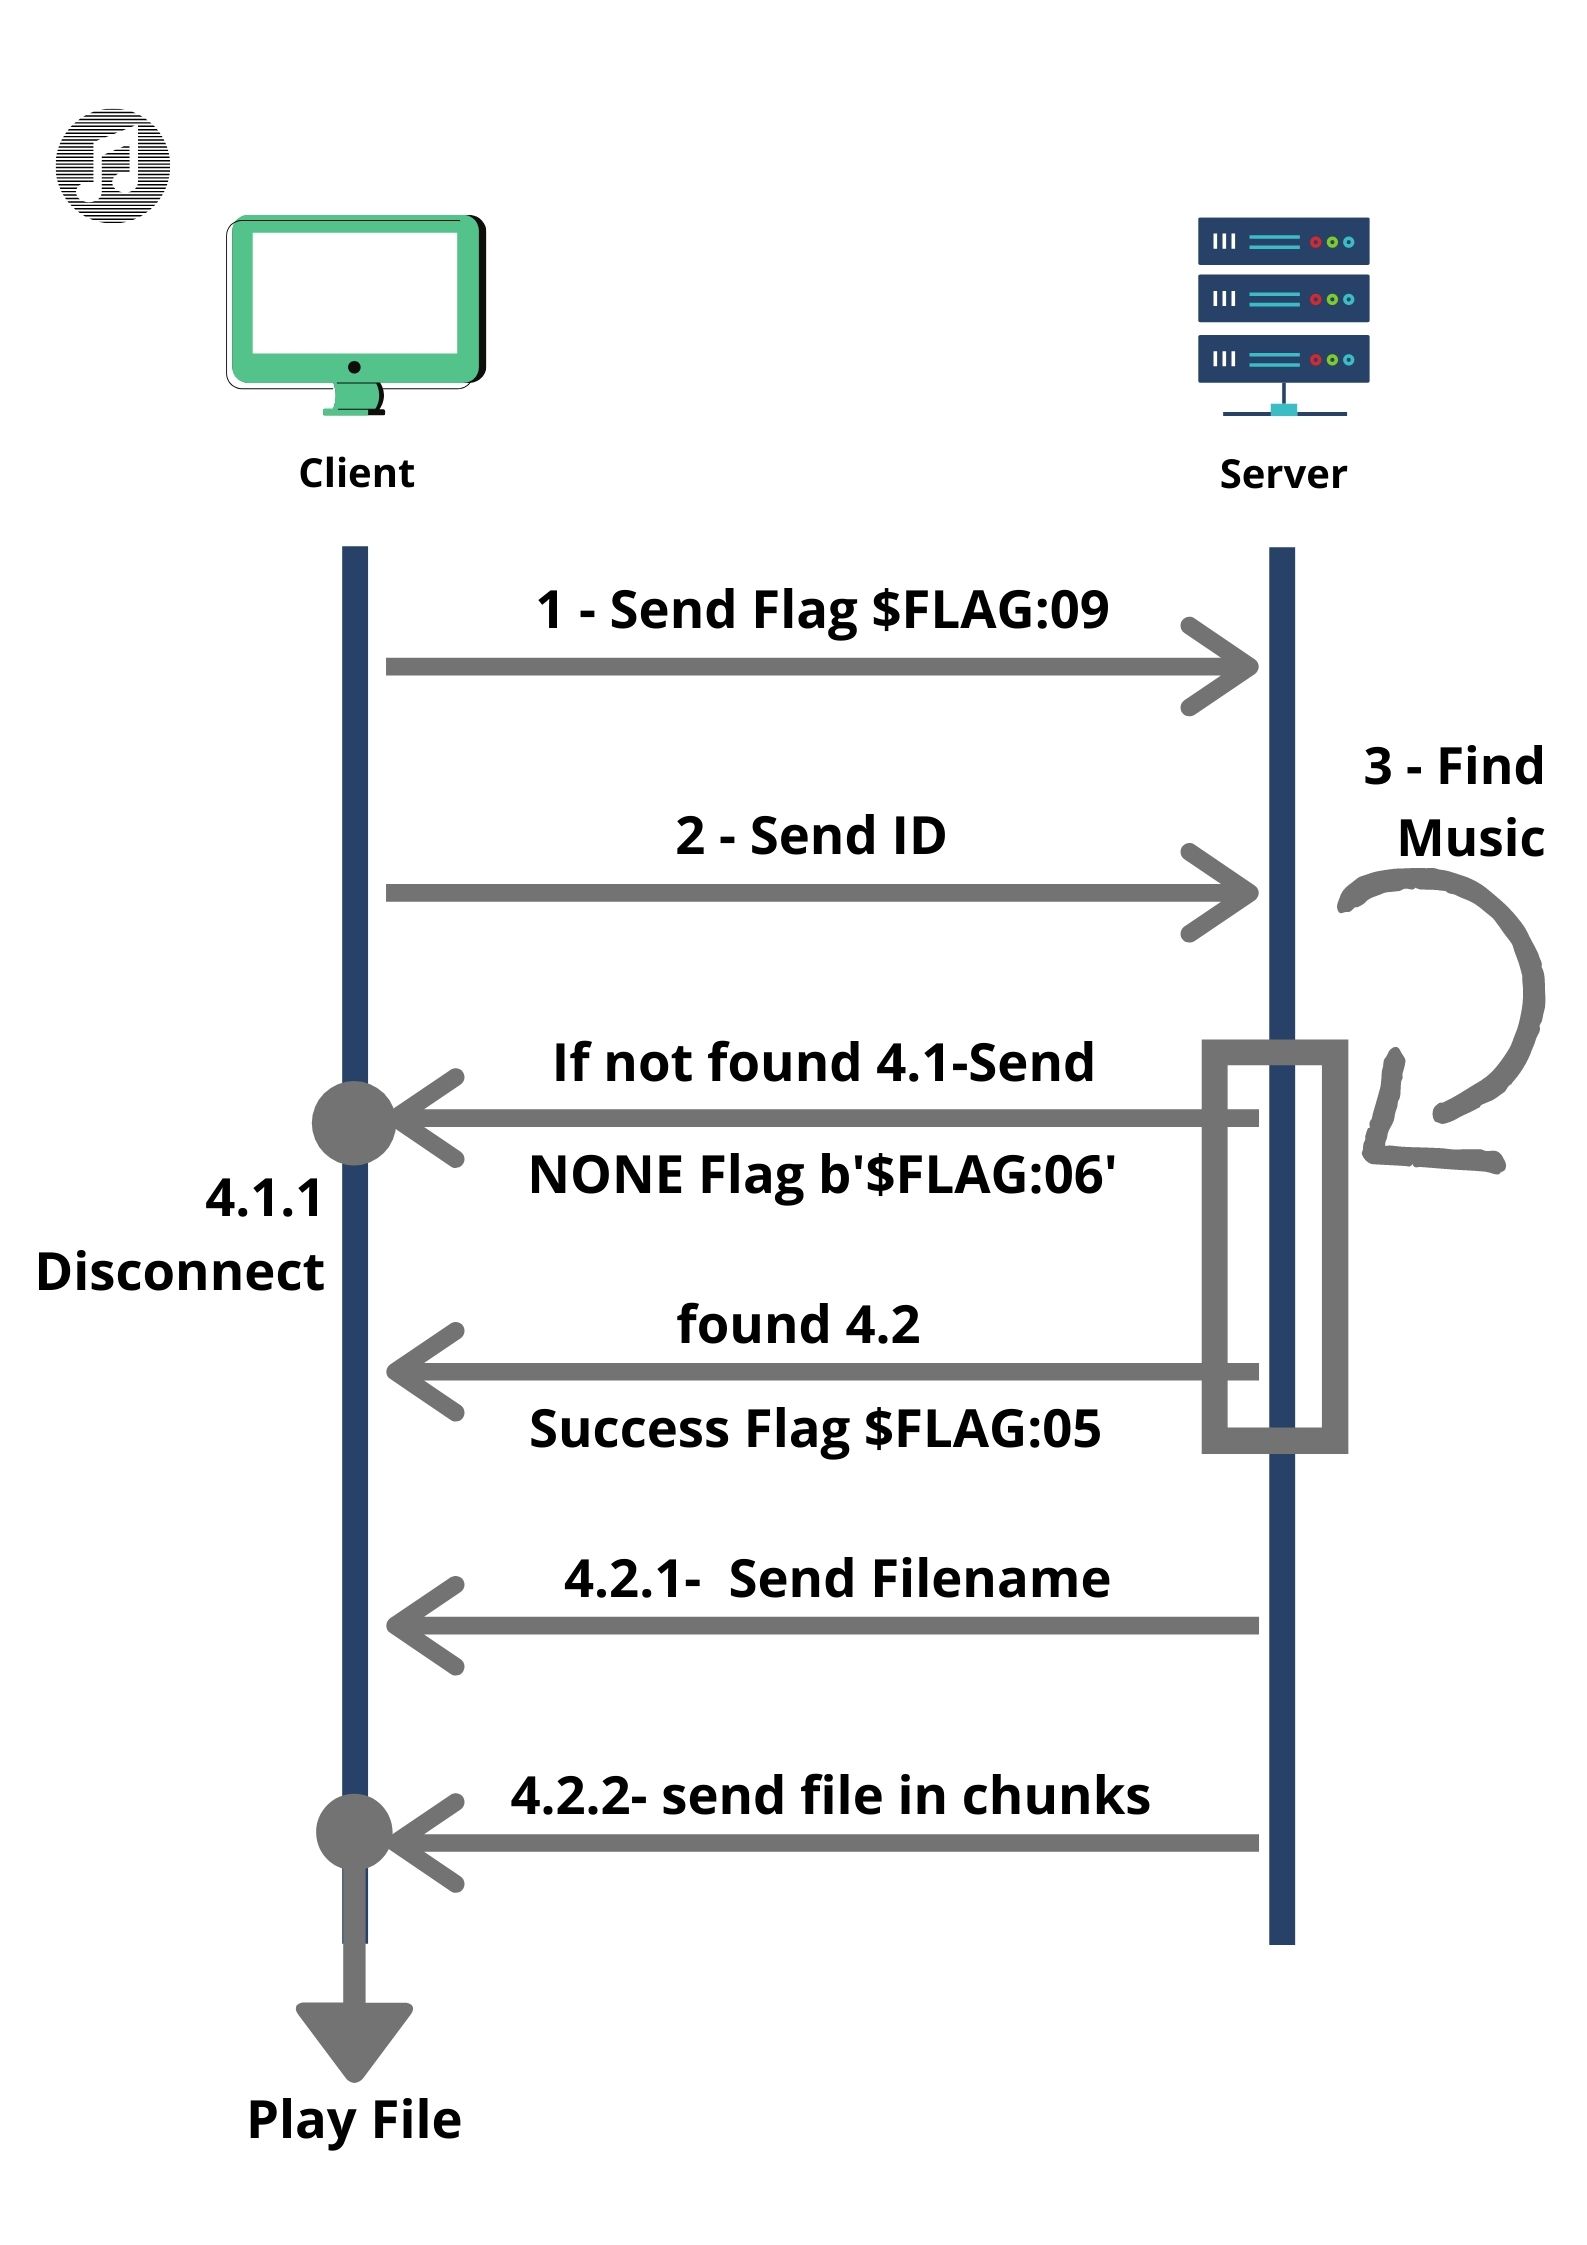 Client
Server
1 - Send Flag $FLAG:09
3 - Find
Music
2 - Send ID
If not found 4.1-Send
NONE Flag b'$FLAG:06'
4.1.1
Disconnect
found 4.2
Success Flag $FLAG:05
4.2.1-  Send Filename
4.2.2- send file in chunks
Play File